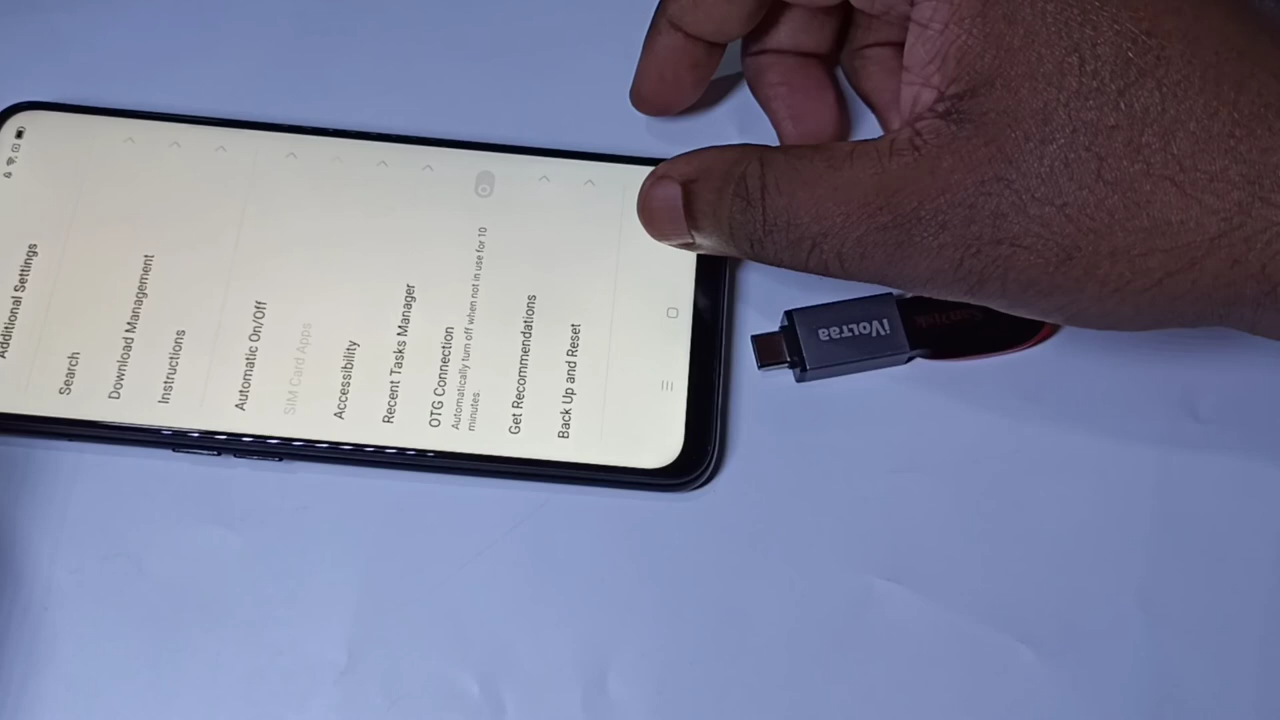 Additional Settings
Search
Download Management
Instructions
Automatic On/Off
SIM Card Apps
Accessibility
Recent Tasks Manager
OTG Connection
Automatically turn off when not in use for 10
minutes.
Get Recommendations
Back Up and Reset
iVOLTAA
SanDisk